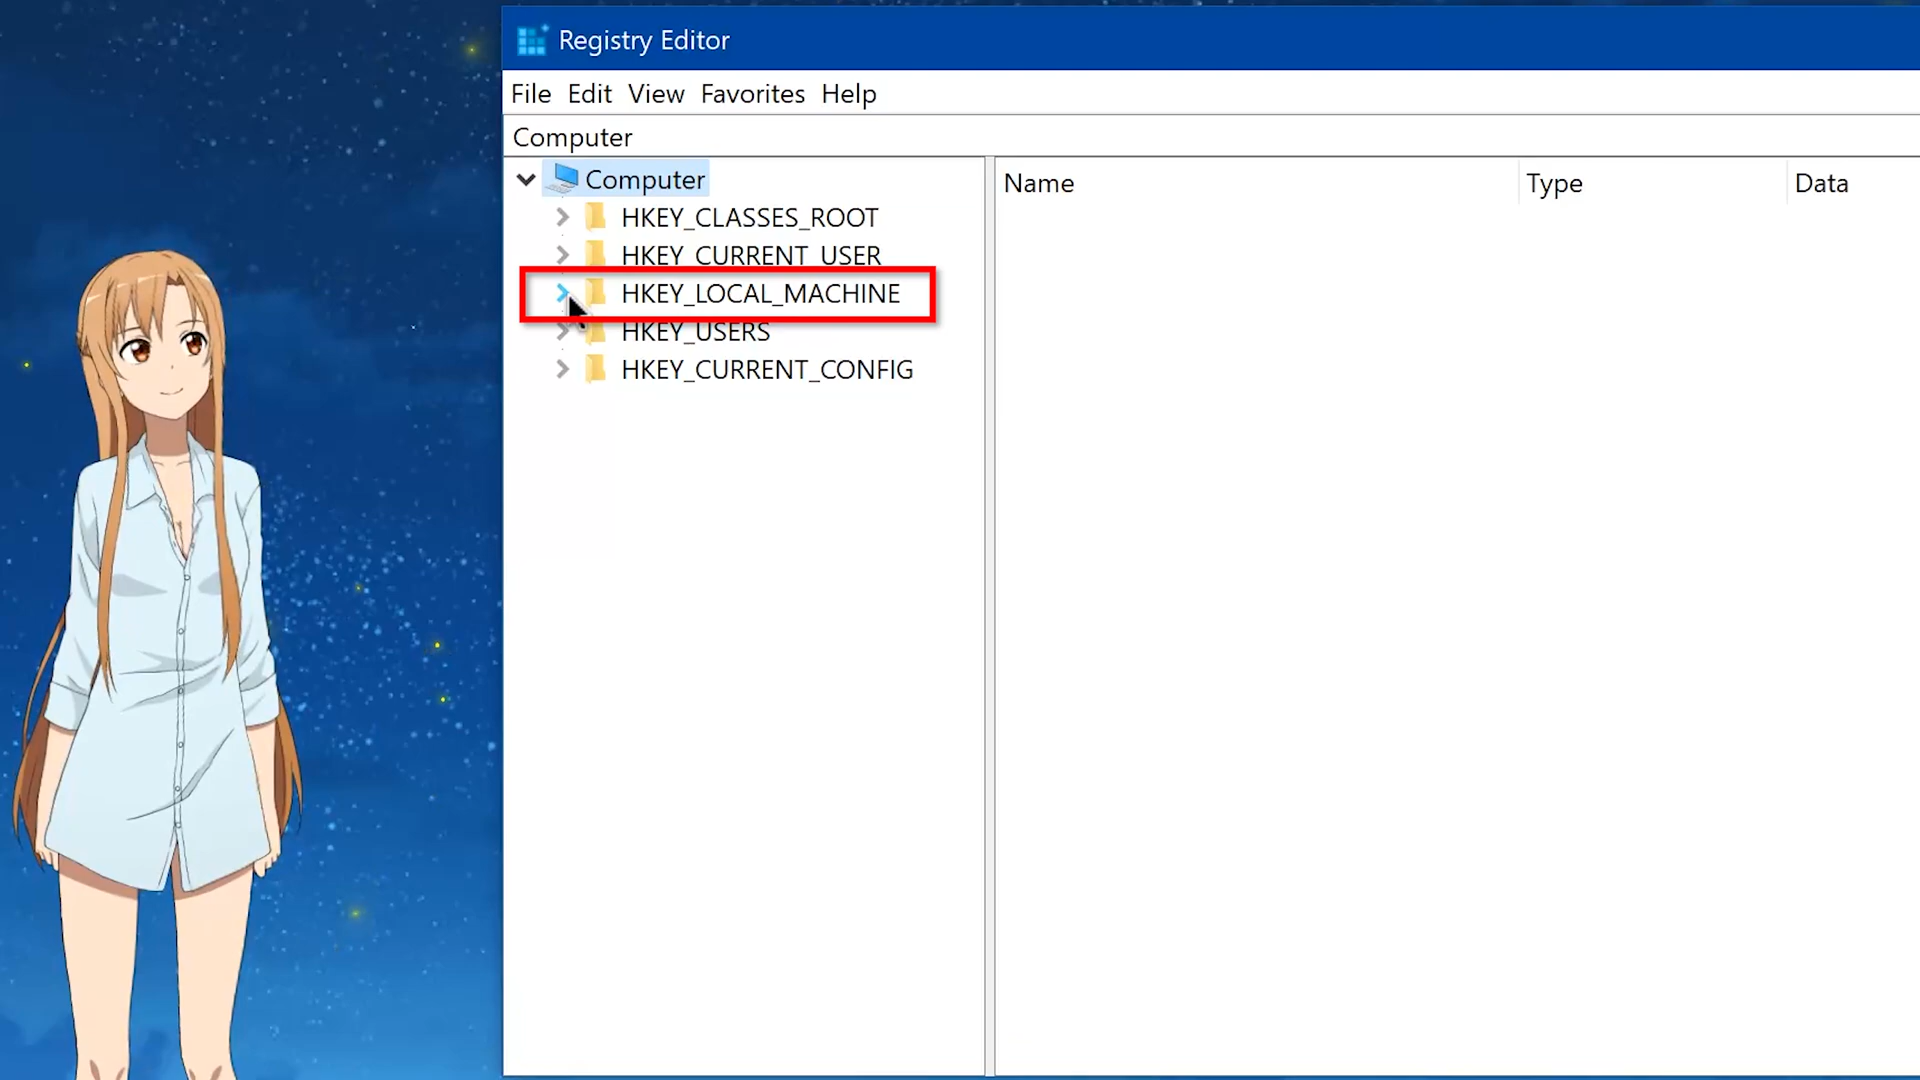 Registry Editor
File Edit View Favorites Help
Computer
Computer
HKEY_CLASSES_ROOT
HKEY_CURRENT_USER
HKEY_LOCAL_MACHINE
HKEY_USERS
HKEY_CURRENT_CONFIG
Name Type Data